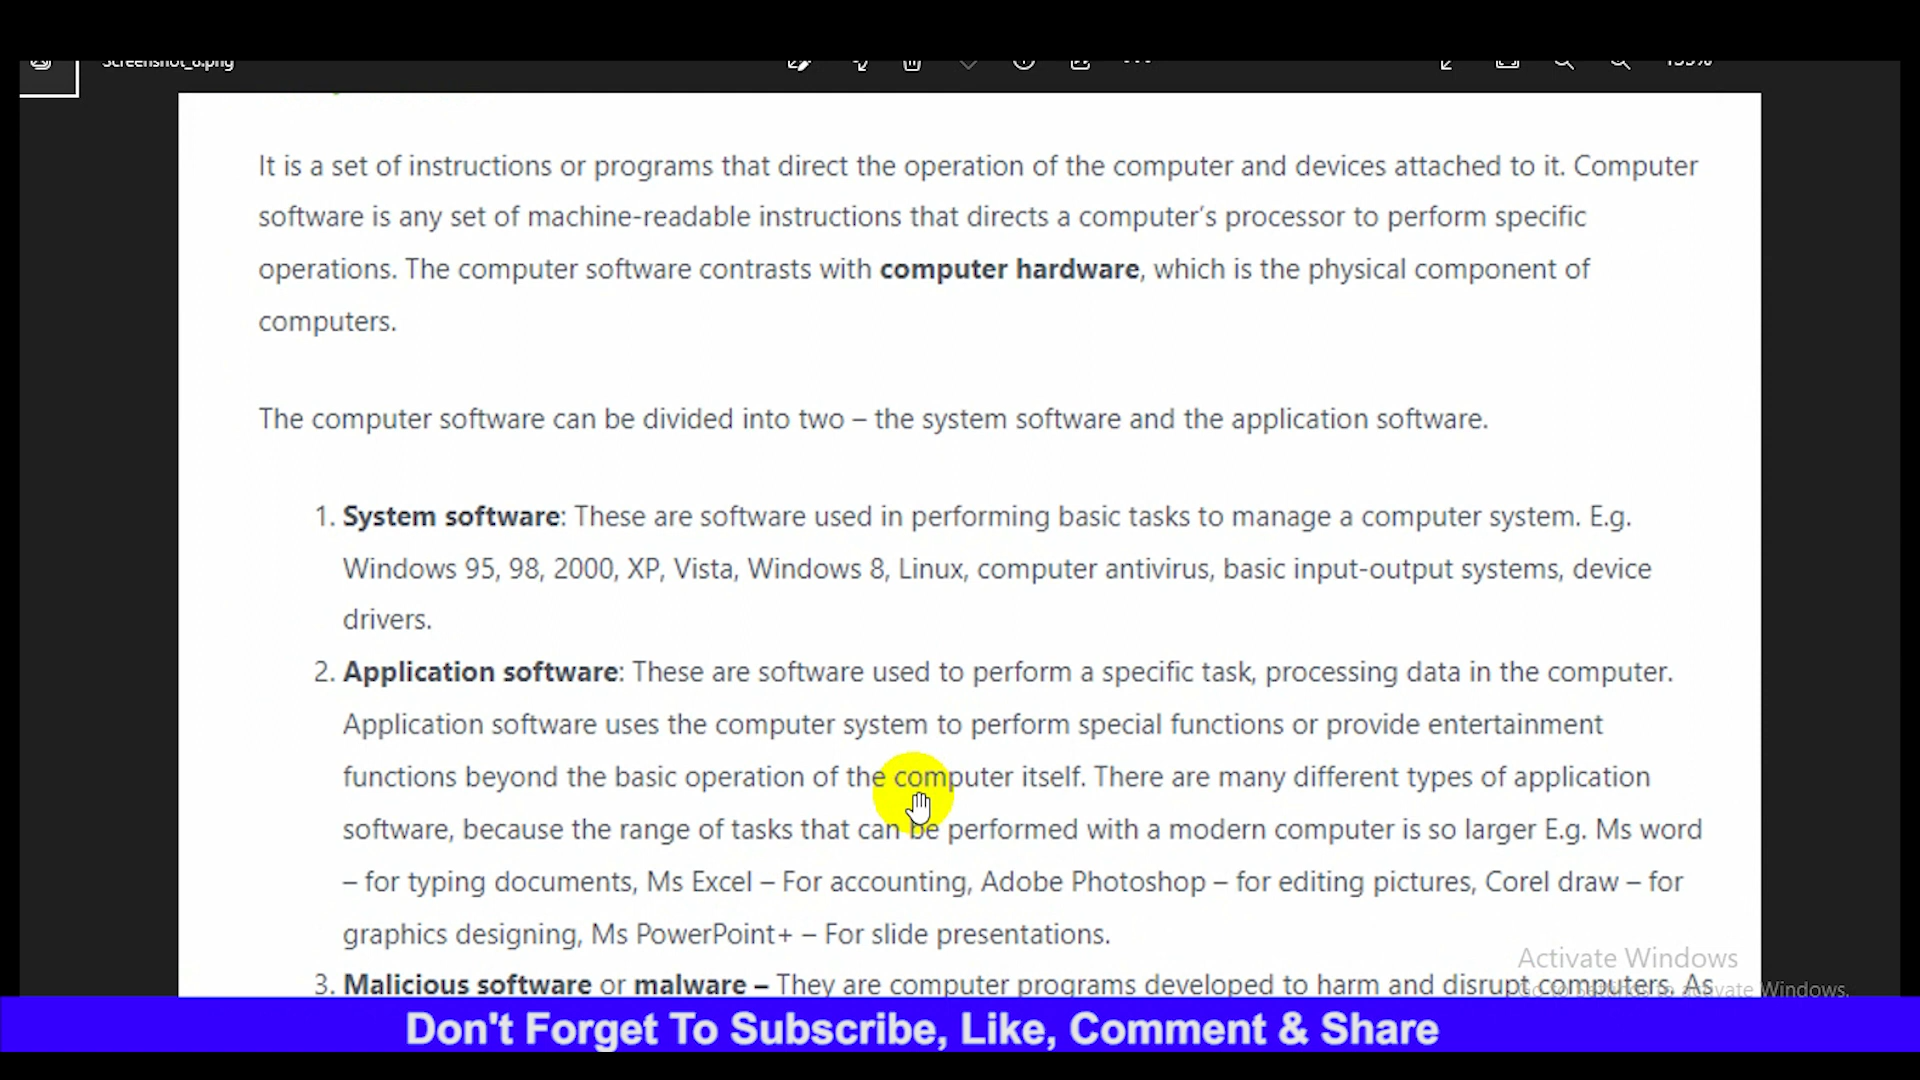 Screenshot_6.png
It is a set of instructions or programs that direct the operation of the computer and devices attached to it. Computer
software is any set of machine-readable instructions that directs a computer's processor to perform specific
operations. The computer software contrasts with computer hardware, which is the physical component of
computers.
The computer software can be divided into two – the system software and the application software.
1. System software: These are software used in performing basic tasks to manage a computer system. E.g.
Windows 95, 98, 2000, XP, Vista, Windows 8, Linux, computer antivirus, basic input-output systems, device
drivers.
2. Application software: These are software used to perform a specific task, processing data in the computer.
Application software uses the computer system to perform special functions or provide entertainment
functions beyond the basic operation of the computer itself. There are many different types of application
software, because the range of tasks that can be performed with a modern computer is so larger E.g. Ms word
– for typing documents, Ms Excel – For accounting, Adobe Photoshop – for editing pictures, Corel draw – for
graphics designing, Ms PowerPoint+ – For slide presentations.
Activate Windows
3. Malicious software or malware – They are computer programs developed to harm and disrupt computers. As
Go to Settings to activate Windows.
Don't Forget To Subscribe, Like, Comment & Share